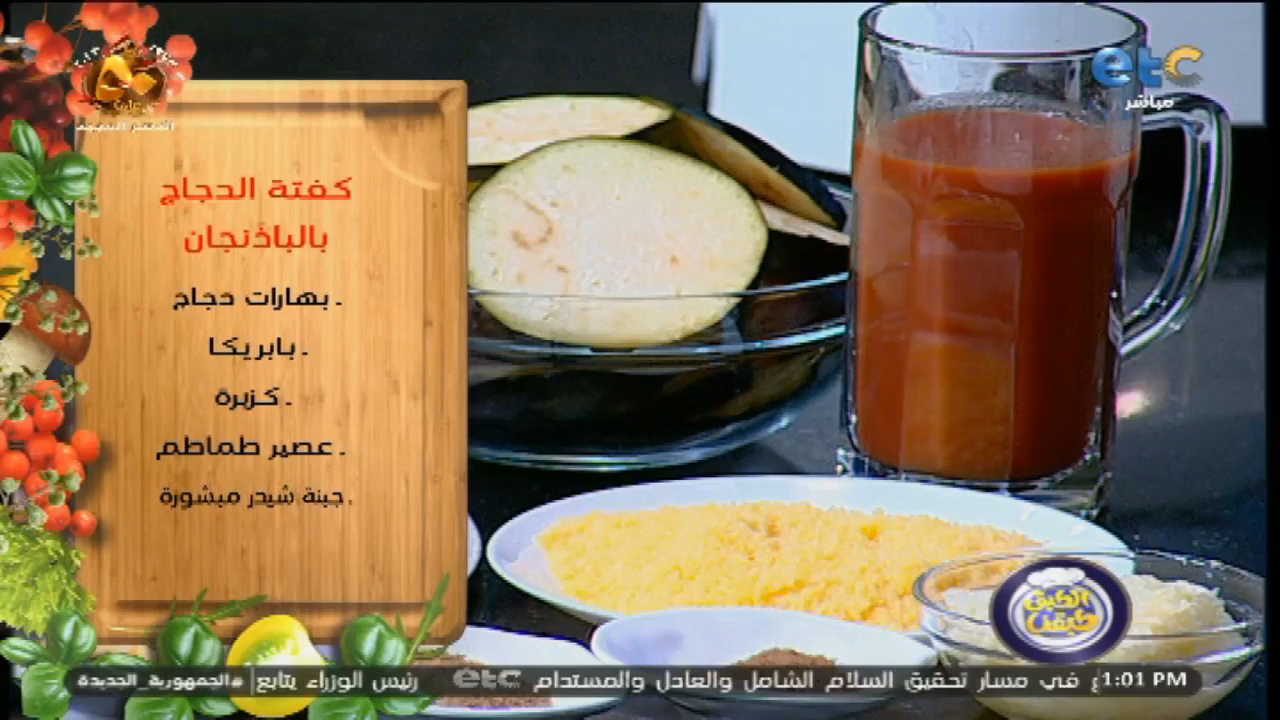 etc
مباشر
كفتة الدجاج
بالباذنجان
. بهارات دجاج
. بابريكا
. كزبرة
. عصير طماطم
. جبنة شيدر مبشورة
1:01 PM
في مسار تحقيق السلام الشامل والعادل والمستدام etc رئيس الوزراء يتابع
#الجمهورية_الجديدة